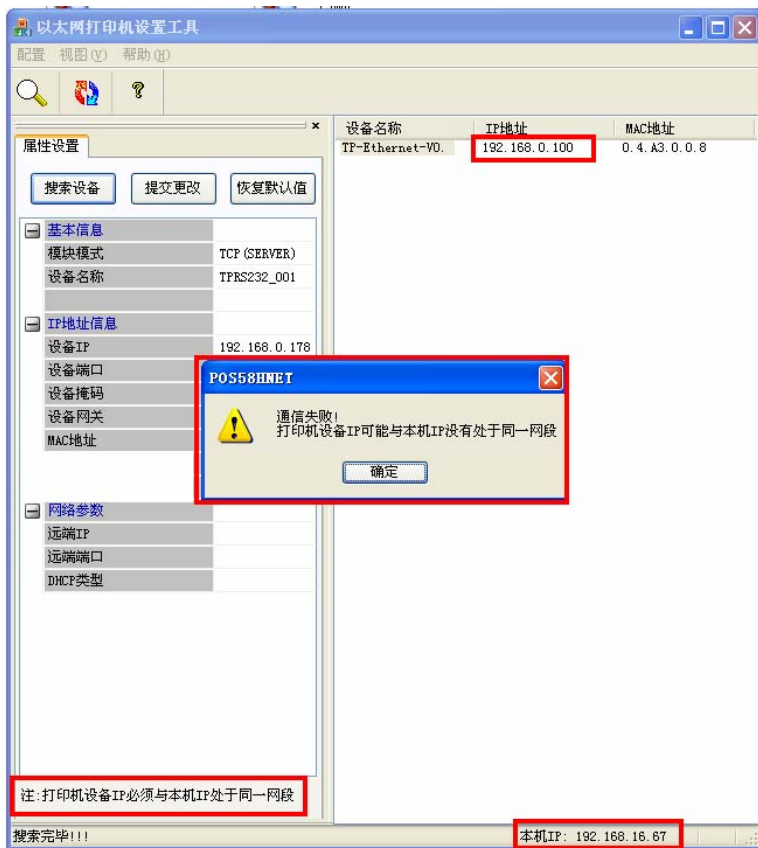 以太网打印机设置工具
配置 视图(V) 帮助(H)
属性设置
搜索设备 提交更改 恢复默认值
基本信息
模块模式 TCP(SERVER)
设备名称 TPRS232_001
IP地址信息
设备IP 192.168.0.178
设备端口
设备掩码
设备网关
MAC地址
网络参数
远端IP
远端端口
DHCP类型
注:打印机设备IP必须与本机IP处于同一网段
设备名称 IP地址 MAC地址
TP-Ethernet-V0. 192.168.0.100 0.4.A3.0.0.8
POS58HNET
通信失败!
打印机设备IP可能与本机IP没有处于同一网段
确定
搜索完毕!!! 本机IP: 192.168.16.67